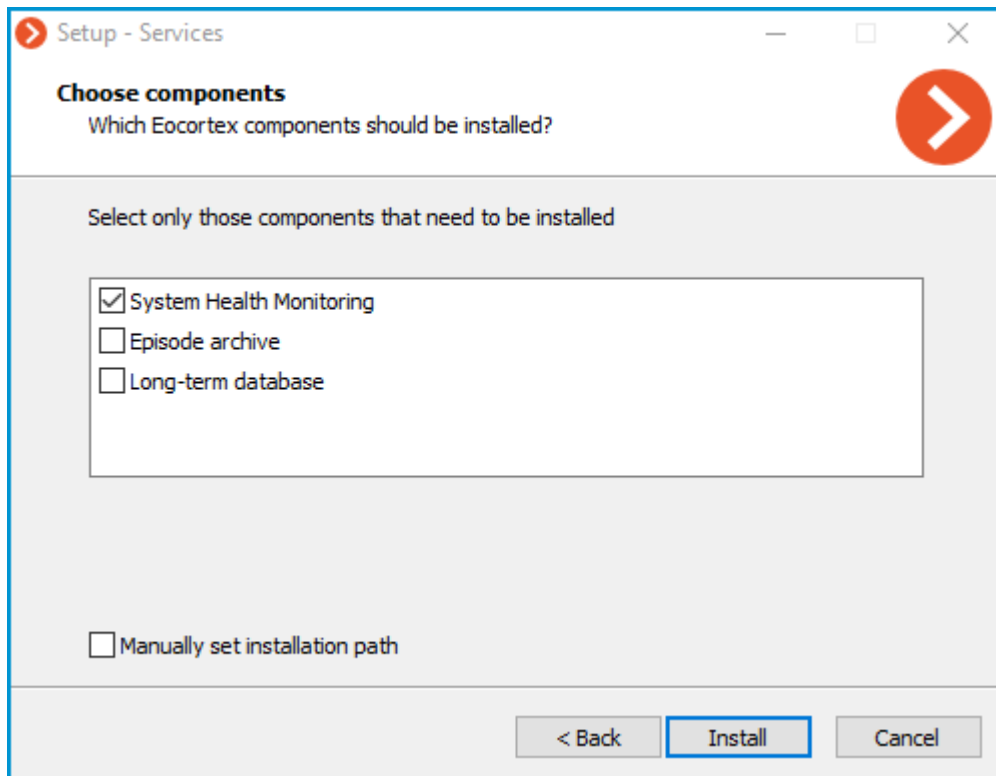 Setup - Services
Choose components
Which Eocortex components should be installed?
Select only those components that need to be installed
System Health Monitoring
Episode archive
Long-term database
Manually set installation path
< Back
Install
Cancel